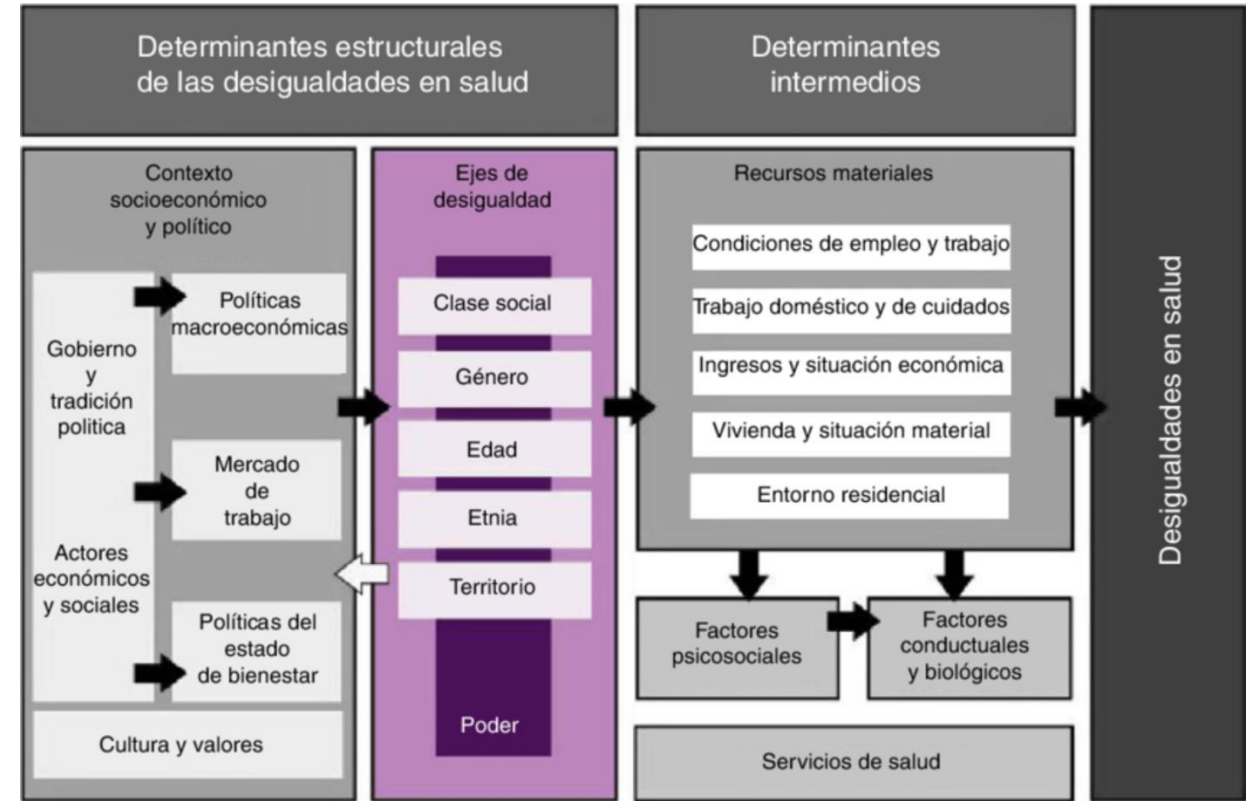 Determinantes estructurales
de las desigualdades en salud
Determinantes
intermedios
Contexto
socioeconómico
y político
Gobierno
y
tradición
politica
Actores
económicos
y sociales
Políticas
macroeconómicas
Mercado
de
trabajo
Políticas del
estado
de bienestar
Cultura y valores
Ejes de
desigualdad
Clase social
Género
Edad
Etnia
Territorio
Poder
Recursos materiales
Condiciones de empleo y trabajo
Trabajo doméstico y de cuidados
Ingresos y situación económica
Vivienda y situación material
Entorno residencial
Factores
psicosociales
Factores
conductuales
y biológicos
Servicios de salud
Desigualdades en salud